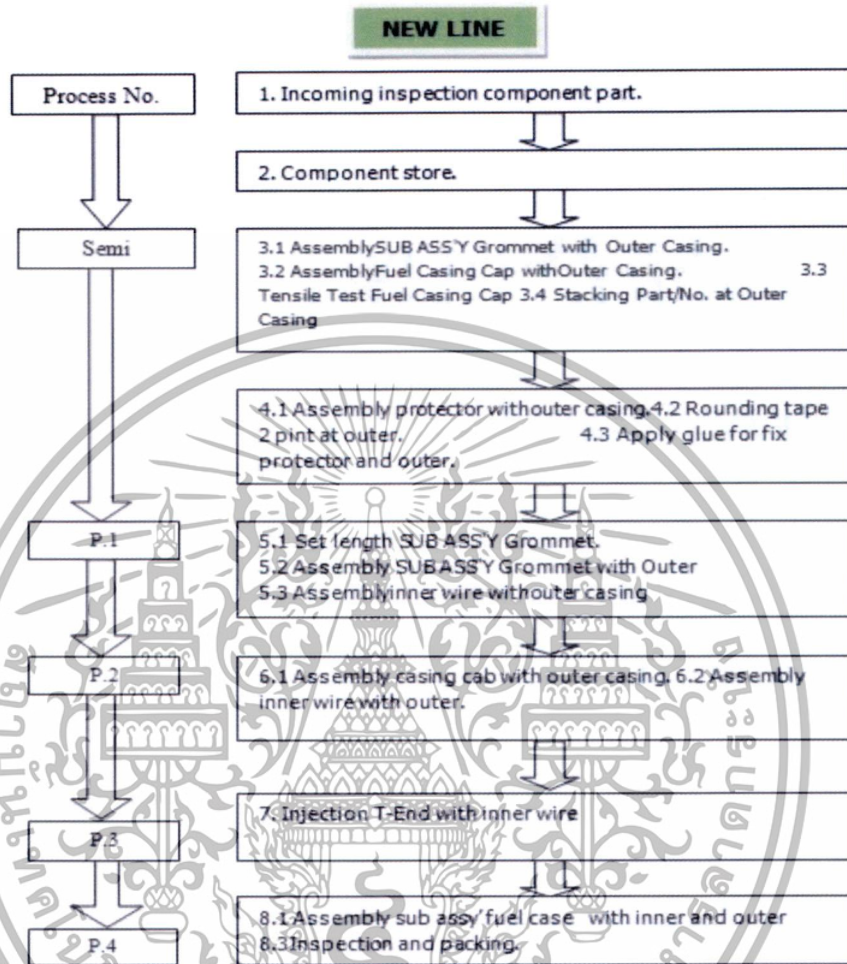 NEW LINE
Process No.
1. Incoming inspection component part.
2. Component store.
Semi
3.1 AssemblySUB ASS'Y Grommet with Outer Casing.
3.2 AssemblyFuel Casing Cap withOuter Casing. 3.3
Tensile Test Fuel Casing Cap 3.4 Stacking Part/No. at Outer
Casing
4.1 Assembly protector withouter casing.4.2 Rounding tape
2 pint at outer. 4.3 Apply glue for fix
protector and outer.
P.1
5.1 Set length SUB ASS'Y Grommet.
5.2 Assembly SUBASS'Y Grommet with Outer
5.3 Assemblyinner wire withouter casing
P.2
6.1 Assembly casing cab with outer casing. 6.2 Assembly
inner wire with outer.
P.3
7. Injection T-End with inner wire
P.4
8.1 Assembly sub assy'fuel case with inner and outer
8.3Inspection and packing.